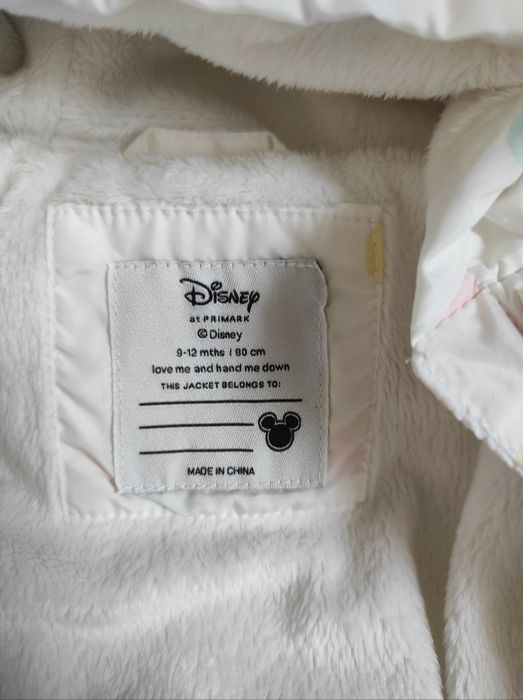 Disney
at PRIMARK
© Disney
9-12 mths / 80 cm
love me and hand me down
THIS JACKET BELONGS TO:
MADE IN CHINA